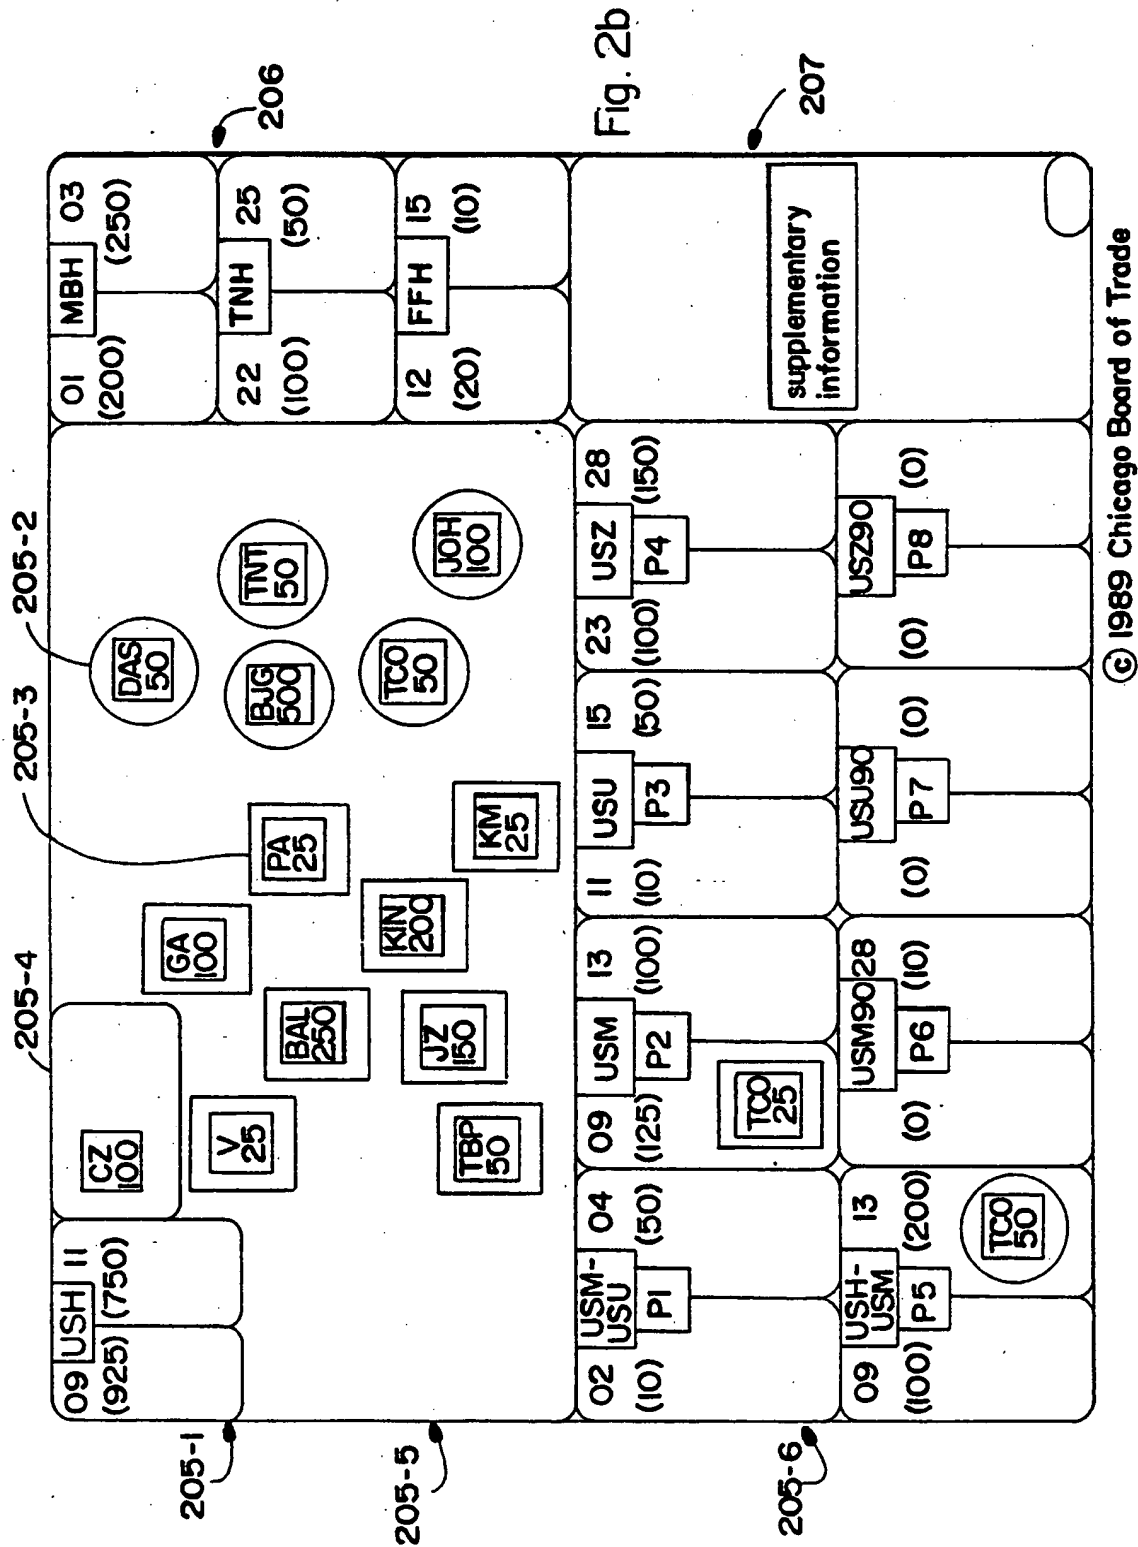 205-4
205-3
205-2
09 USH 11
(925) (750)
CZ
100
V
25
GA
100
BAL
250
PA
25
TBP
50
JZ
150
KIN
200
KM
25
DAS
50
BJG
500
TNT
50
TCO
50
JOH
100
01 MBH 03
(200) (250)
22 TNH 25
(100) (50)
12 FFH 15
(20) (10)
206
205-1
205-5
205-6
02 USM-
USU 04
(10) P1 (50)
09 USM 13
(125) P2 (100)
TCO
25
11 USU 15
(10) P3 (50)
23 USZ 28
(100) P4 (150)
09 USH-
USM 13
(100) P5 (200)
TCO
50
USM90 28
(0) P6 (10)
USU90
(0) P7 (0)
USZ90
(0) P8 (0)
supplementary
information
Fig. 2b
207
© 1989 Chicago Board of Trade